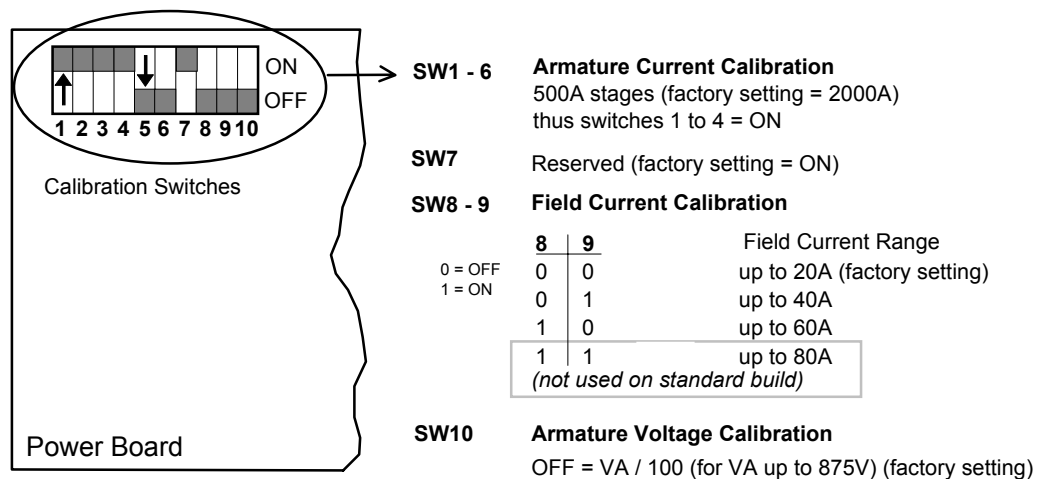 ON
OFF
1 2 3 4 5 6 7 8 9 10
Calibration Switches
Power Board
SW1 - 6 Armature Current Calibration
500A stages (factory setting = 2000A)
thus switches 1 to 4 = ON
SW7 Reserved (factory setting = ON)
SW8 - 9 Field Current Calibration
8 9 Field Current Range
0 = OFF
1 = ON
0 0 up to 20A (factory setting)
0 1 up to 40A
1 0 up to 60A
1 1 up to 80A
(not used on standard build)
SW10 Armature Voltage Calibration
OFF = VA / 100 (for VA up to 875V) (factory setting)